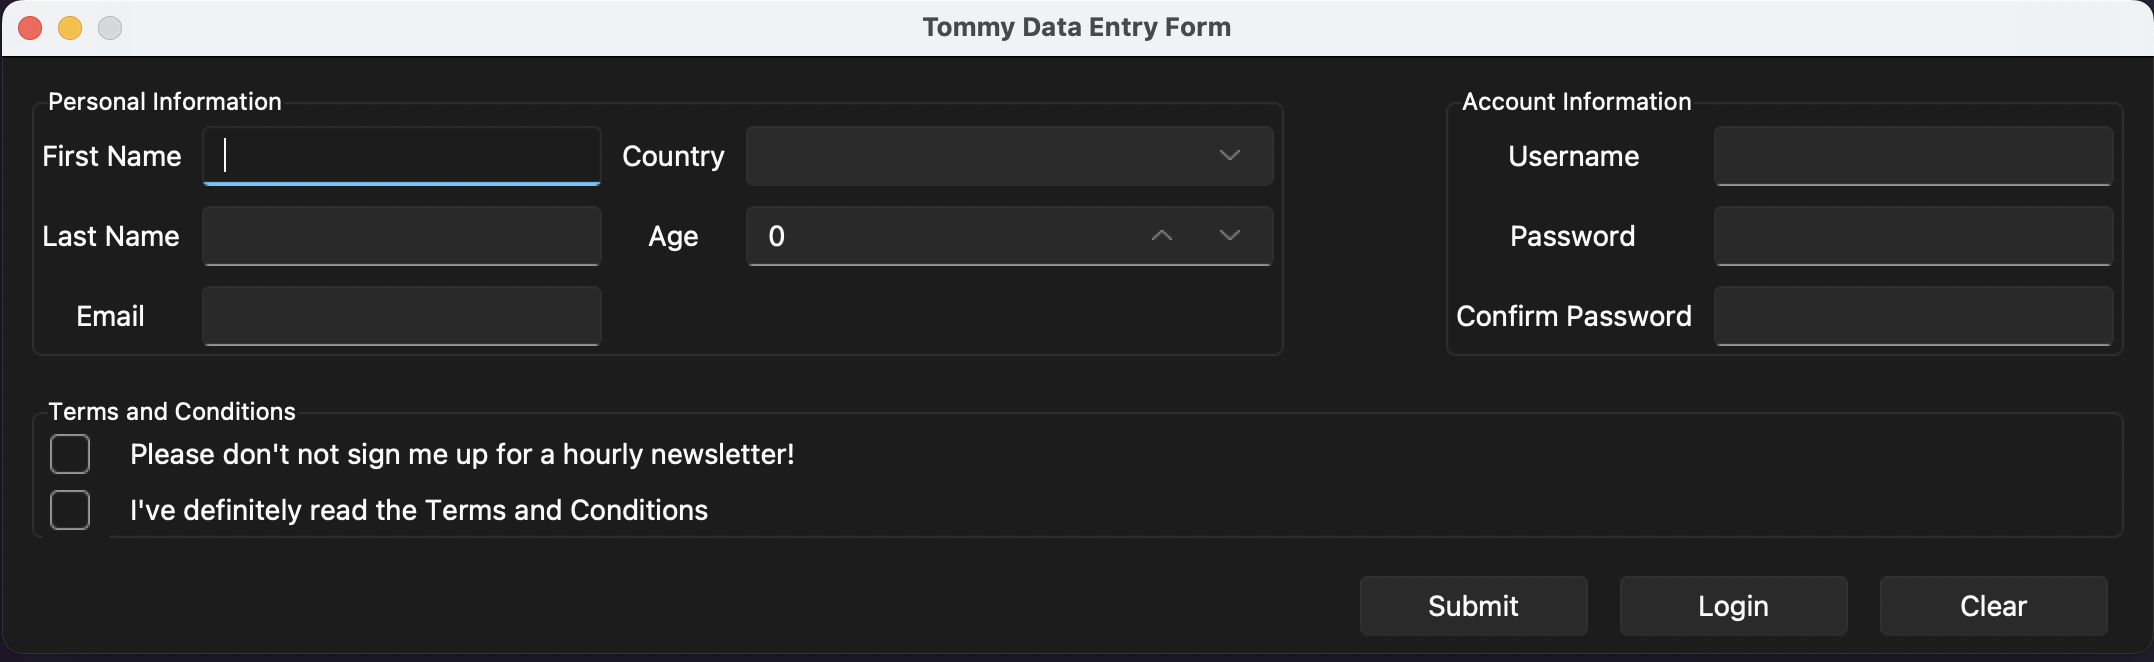 Tommy Data Entry Form
Personal Information
First Name
Country
Last Name
Age
0
Email
Account Information
Username
Password
Confirm Password
Terms and Conditions
Please don't not sign me up for a hourly newsletter!
I've definitely read the Terms and Conditions
Submit
Login
Clear